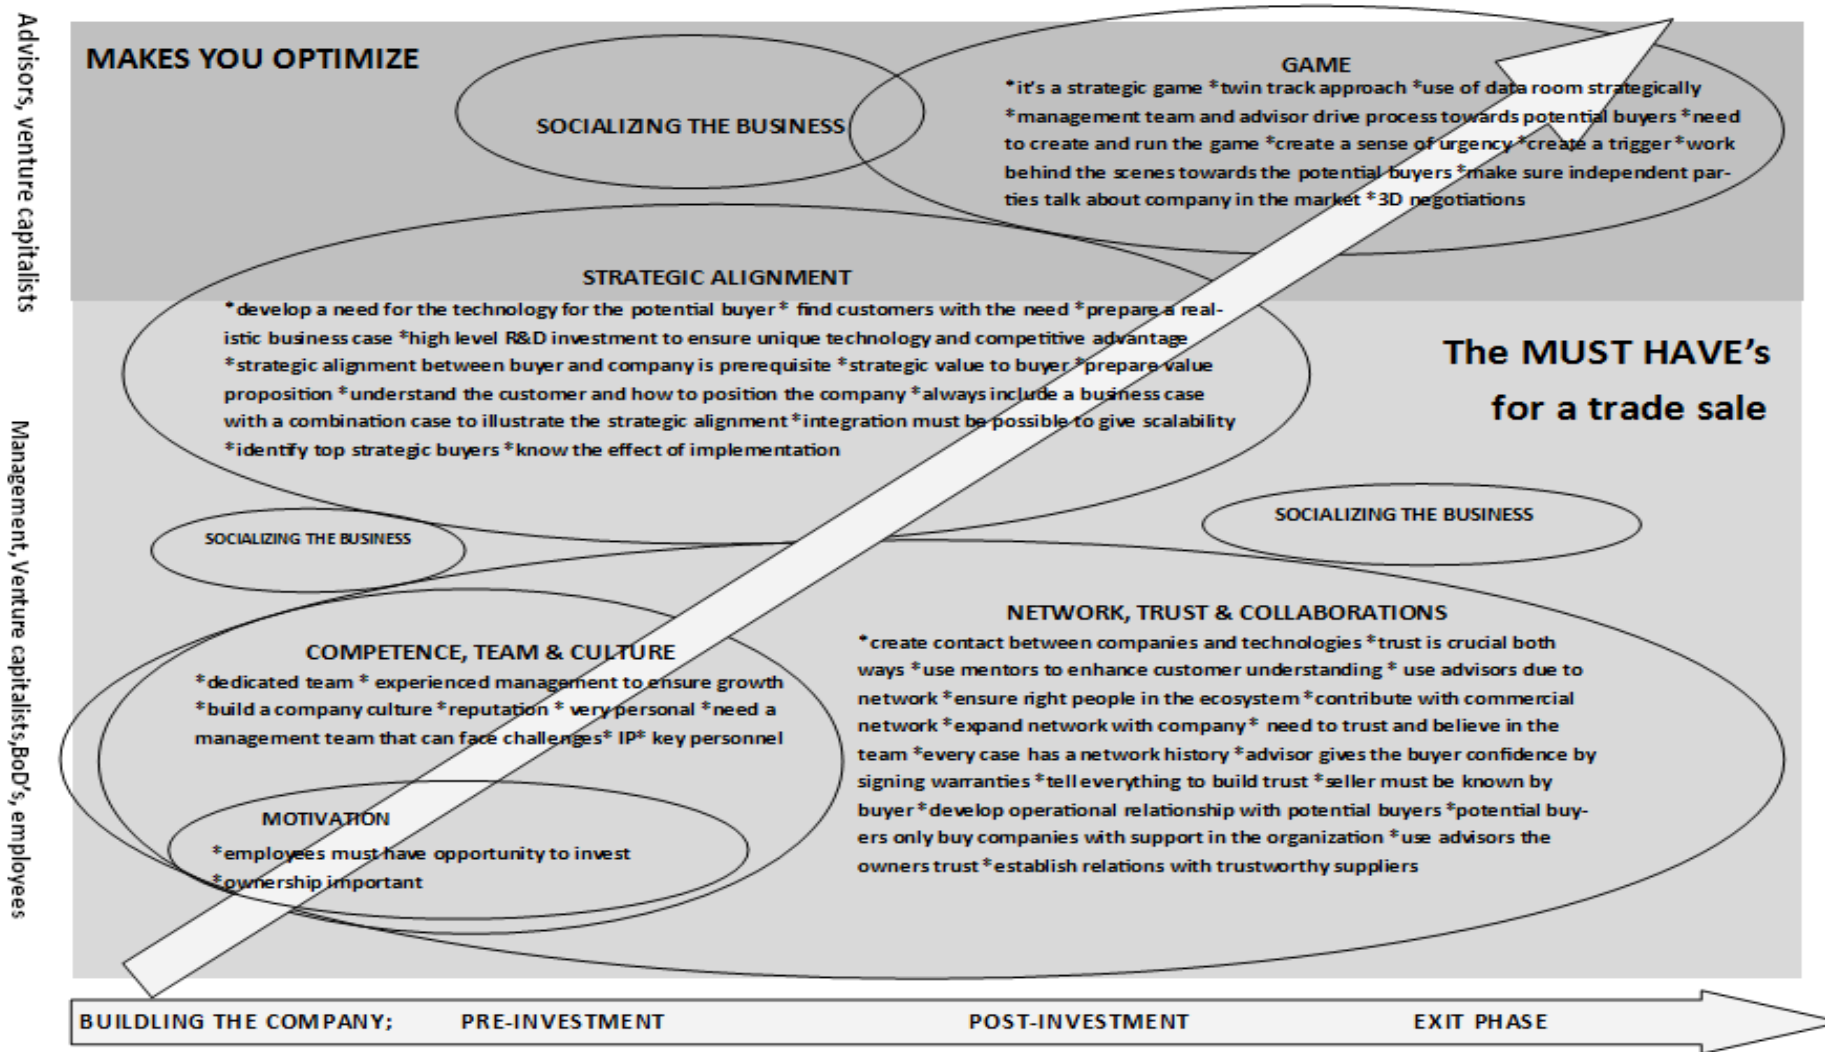 Advisors, venture capitalists
Management, Venture capitalists,BoD's, employees
MAKES YOU OPTIMIZE
SOCIALIZING THE BUSINESS
GAME
*it's a strategic game *twin track approach *use of data room strategically
*management team and advisor drive process towards potential buyers *need
to create and run the game *create a sense of urgency *create a trigger *work
behind the scenes towards the potential buyers *make sure independent par-
ties talk about company in the market *3D negotiations
STRATEGIC ALIGNMENT
*develop a need for the technology for the potential buyer * find customers with the need *prepare a real-
istic business case *high level R&D investment to ensure unique technology and competitive advantage
*strategic alignment between buyer and company is prerequisite *strategic value to buyer *prepare value
proposition *understand the customer and how to position the company *always include a business case
with a combination case to illustrate the strategic alignment *integration must be possible to give scalability
*identify top strategic buyers *know the effect of implementation
The MUST HAVE's
for a trade sale
SOCIALIZING THE BUSINESS
SOCIALIZING THE BUSINESS
COMPETENCE, TEAM & CULTURE
*dedicated team * experienced management to ensure growth
*build a company culture *reputation * very personal *need a
management team that can face challenges* IP* key personnel
MOTIVATION
*employees must have opportunity to invest
*ownership important
NETWORK, TRUST & COLLABORATIONS
*create contact between companies and technologies *trust is crucial both
ways *use mentors to enhance customer understanding * use advisors due to
network *ensure right people in the ecosystem *contribute with commercial
network *expand network with company * need to trust and believe in the
team *every case has a network history *advisor gives the buyer confidence by
signing warranties *tell everything to build trust *seller must be known by
buyer *develop operational relationship with potential buyers *potential buy-
ers only buy companies with support in the organization *use advisors the
owners trust *establish relations with trustworthy suppliers
BUILDLING THE COMPANY; PRE-INVESTMENT POST-INVESTMENT EXIT PHASE